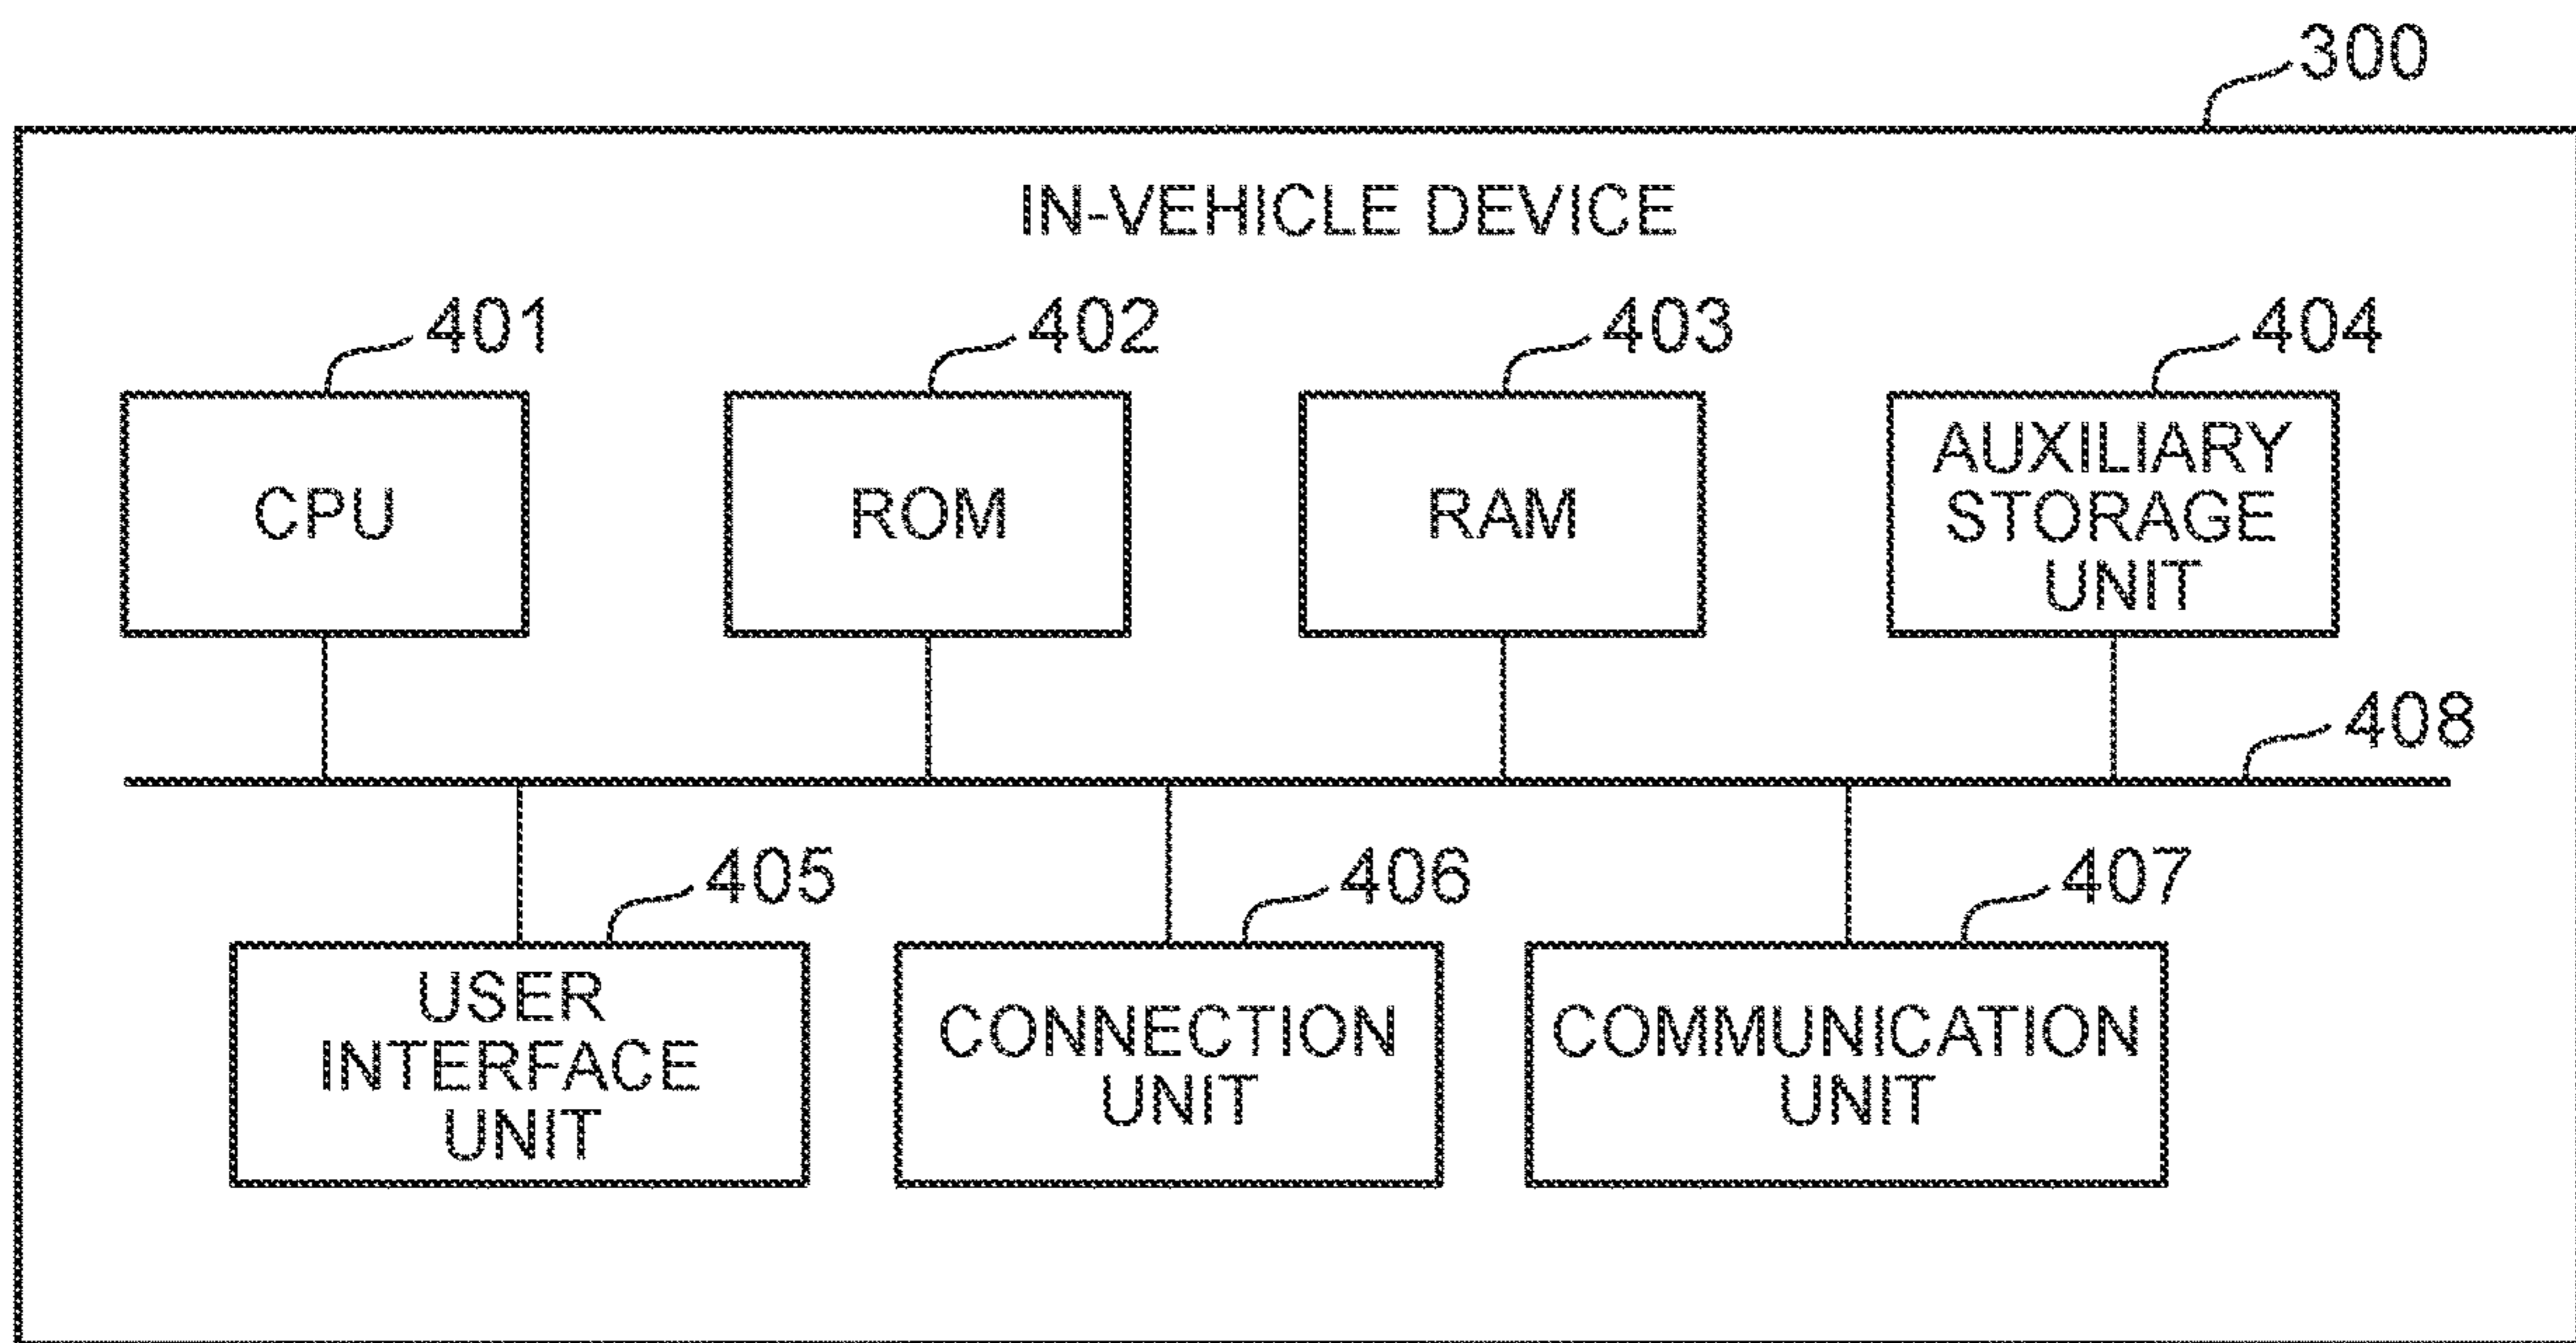 300
IN-VEHICLE DEVICE
401
402
403
404
CPU
ROM
RAM
AUXILIARY
STORAGE
UNIT
408
405
406
407
USER
INTERFACE
UNIT
CONNECTION
UNIT
COMMUNICATION
UNIT